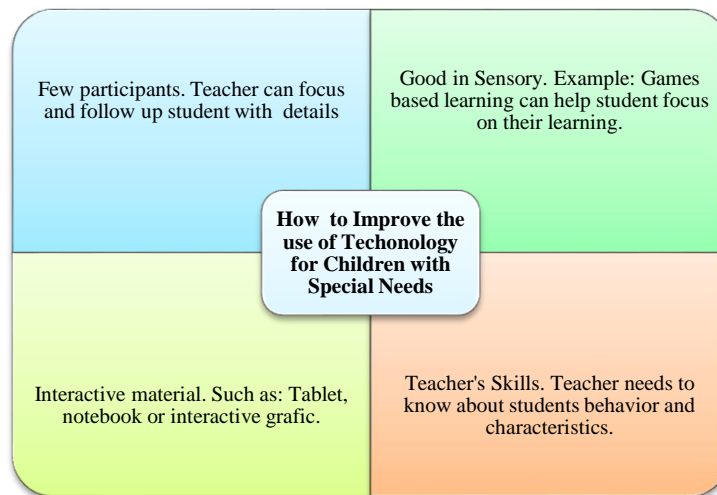 Few participants. Teacher can focus
and follow up student with details
Good in Sensory. Example: Games
based learning can help student focus
on their learning.
How to Improve the
use of Techonology
for Children with
Special Needs
Interactive material. Such as: Tablet,
notebook or interactive grafic.
Teacher's Skills. Teacher needs to
know about students behavior and
characteristics.